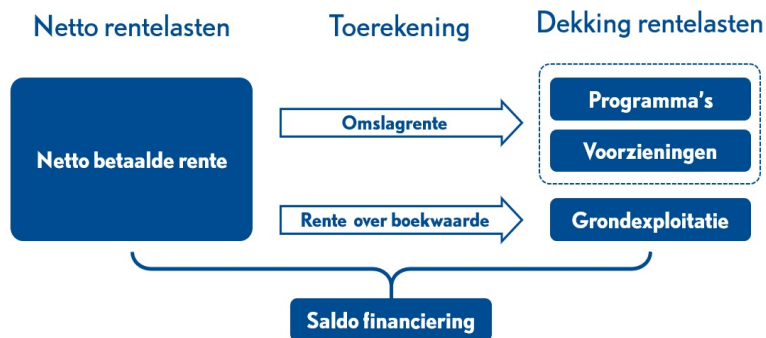 Netto rentelasten
Toerekening
Dekking rentelasten
Netto betaalde rente
Omslagrente
Programma's
Voorzieningen
Rente over boekwaarde
Grondexploitatie
Saldo financiering